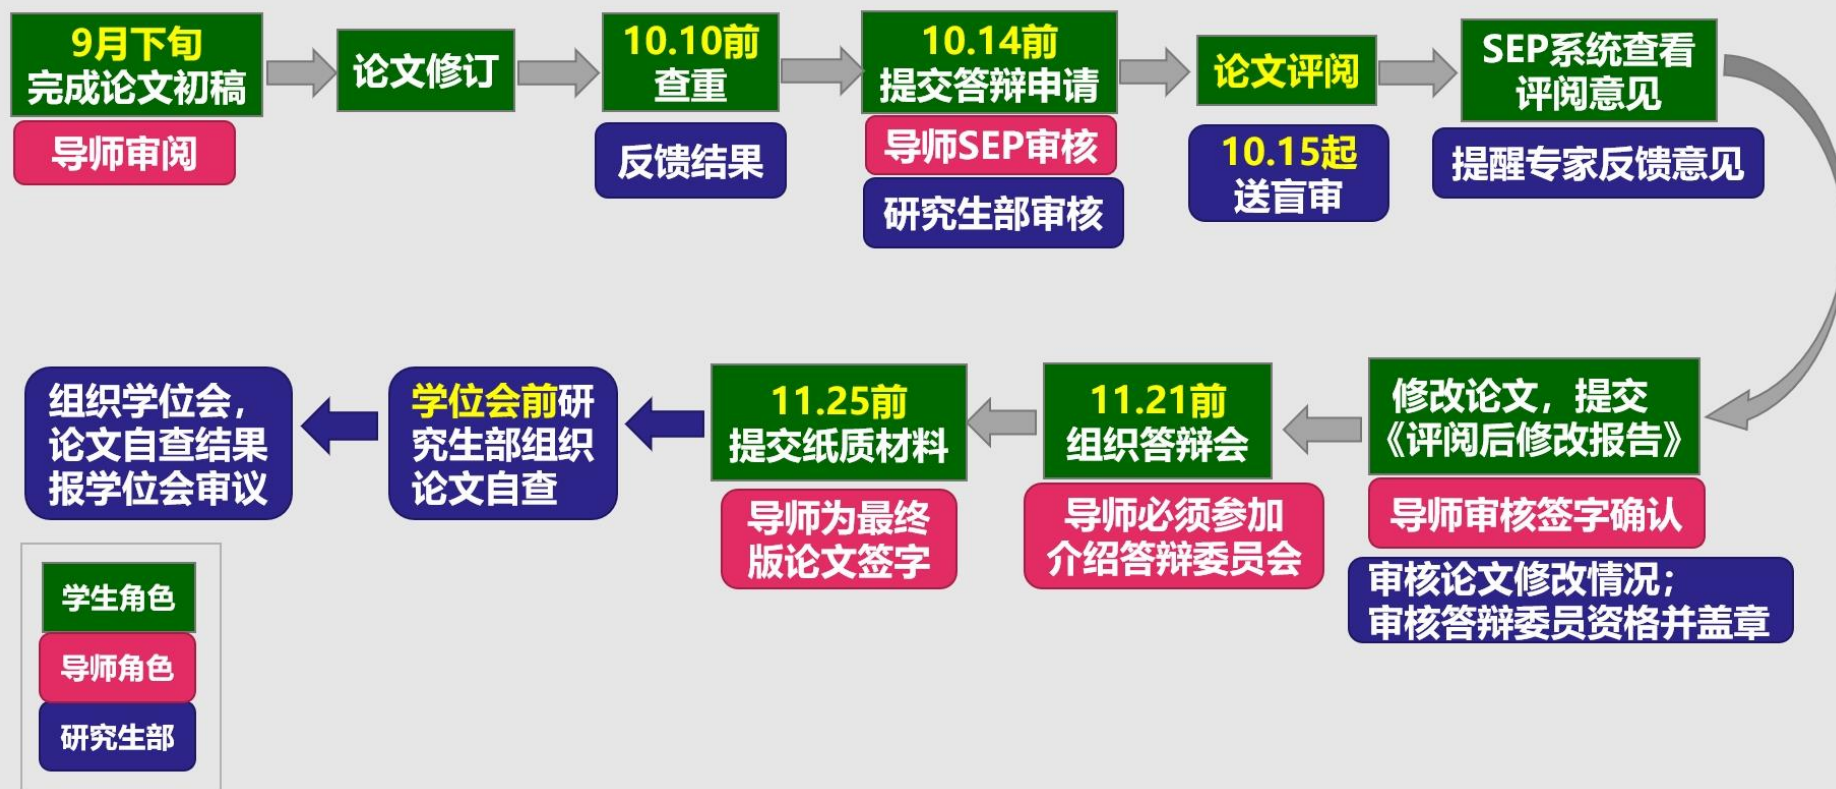 9月下旬
完成论文初稿
导师审阅
论文修订
10.10前
查重
反馈结果
10.14前
提交答辩申请
导师SEP审核
研究生部审核
论文评阅
10.15起
送盲审
SEP系统查看
评阅意见
提醒专家反馈意见
修改论文，提交
《评阅后修改报告》
导师审核签字确认
审核论文修改情况；
审核答辩委员资格并盖章
11.21前
组织答辩会
导师必须参加
介绍答辩委员会
11.25前
提交纸质材料
导师为最终
版论文签字
学位会前研
究生部组织
论文自查
组织学位会，
论文自查结果
报学位会审议
学生角色
导师角色
研究生部